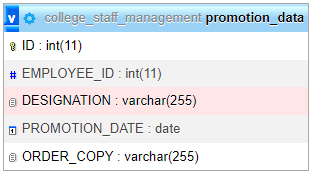 v college_staff_management promotion_data
ID : int(11)
# EMPLOYEE_ID : int(11)
DESIGNATION : varchar(255)
PROMOTION_DATE : date
ORDER_COPY : varchar(255)